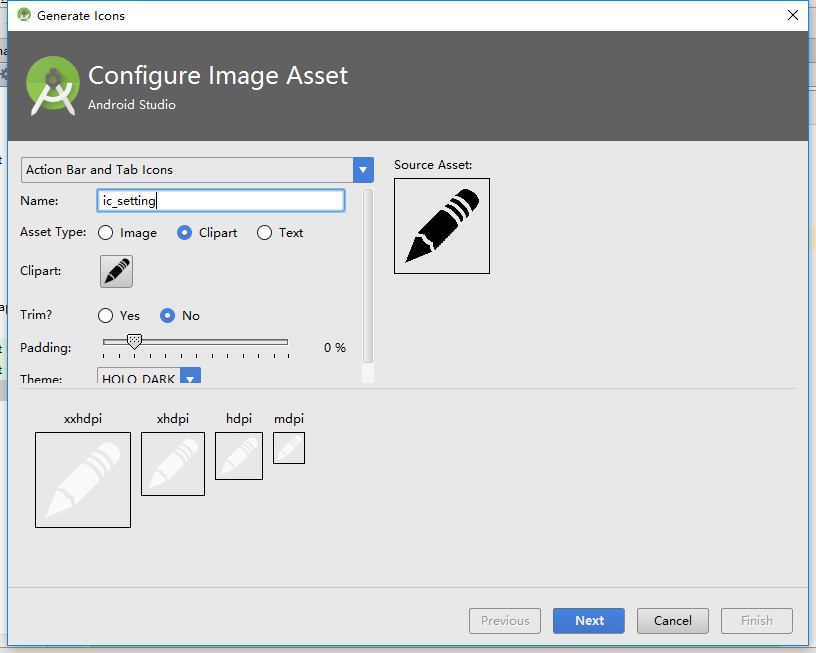 Generate Icons
Configure Image Asset
Android Studio
Action Bar and Tab Icons
Source Asset:
Name: ic_setting
Asset Type: Image Clipart Text
Clipart:
Trim? Yes No
Padding: 0 %
Theme: HOLO_DARK
xxhdpi xhdpi hdpi mdpi
Previous Next Cancel Finish